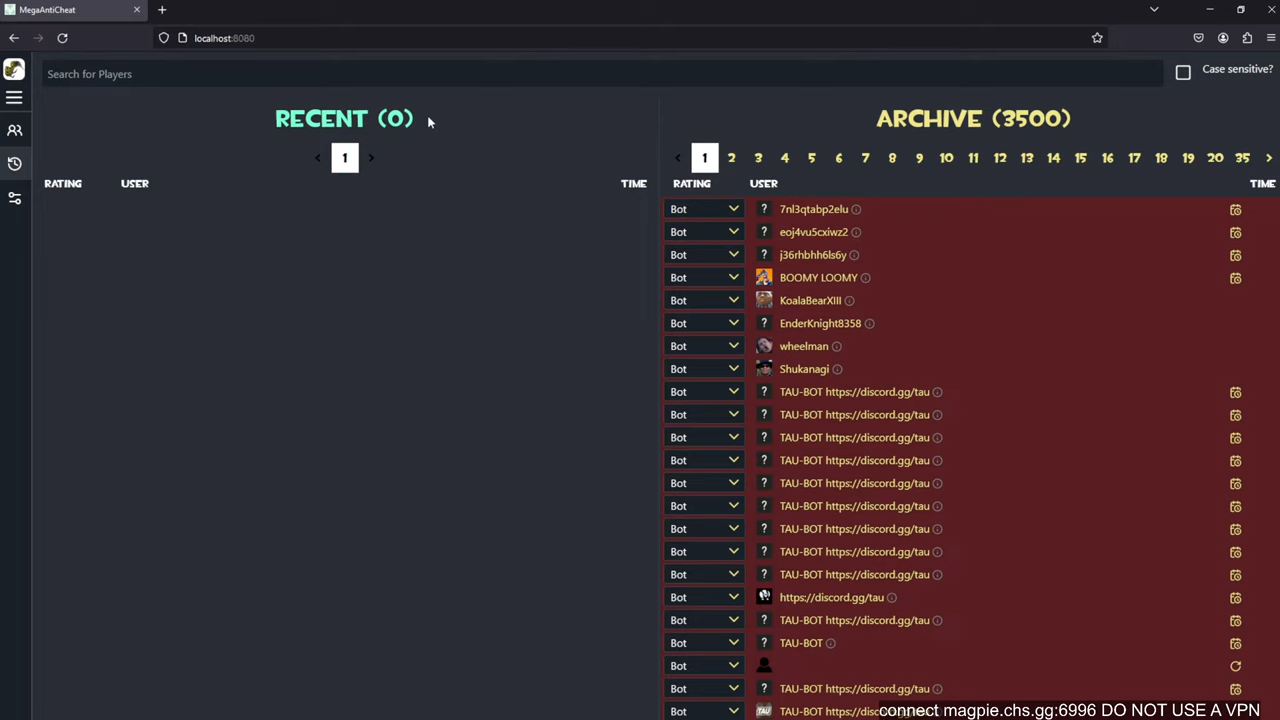 MegaAntiCheat
localhost:8080
Search for Players
Case sensitive?
RECENT (0)
1
RATING USER TIME
ARCHIVE (3500)
1 2 3 4 5 6 7 8 9 10 11 12 13 14 15 16 17 18 19 20 35
RATING USER TIME
Bot ? 7nl3qtabp2elu
Bot ? eoj4vu5cxiwz2
Bot ? j36rhbhh6ls6y
Bot BOOMY LOOMY
Bot KoalaBearXIII
Bot ? EnderKnight8358
Bot wheelman
Bot Shukanagi
Bot ? TAU-BOT https://discord.gg/tau
Bot ? TAU-BOT https://discord.gg/tau
Bot ? TAU-BOT https://discord.gg/tau
Bot ? TAU-BOT https://discord.gg/tau
Bot ? TAU-BOT https://discord.gg/tau
Bot ? TAU-BOT https://discord.gg/tau
Bot ? TAU-BOT https://discord.gg/tau
Bot ? TAU-BOT https://discord.gg/tau
Bot ? TAU-BOT https://discord.gg/tau
Bot https://discord.gg/tau
Bot ? TAU-BOT https://discord.gg/tau
Bot ? TAU-BOT
Bot
Bot ? TAU-BOT https://discord.gg/tau
Bot TAU TAU-BOT https://discord.gg/tau
connect magpie.chs.gg:6996 DO NOT USE A VPN